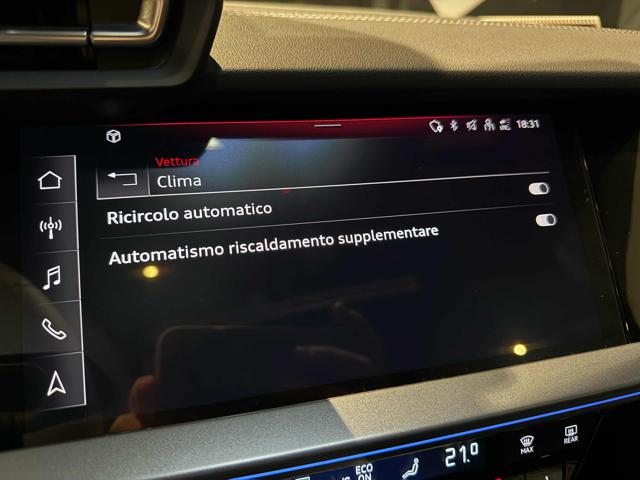 18:31
Vettura
Clima
Ricircolo automatico
Automatismo riscaldamento supplementare
ECO
ON
21.0
MAX
REAR